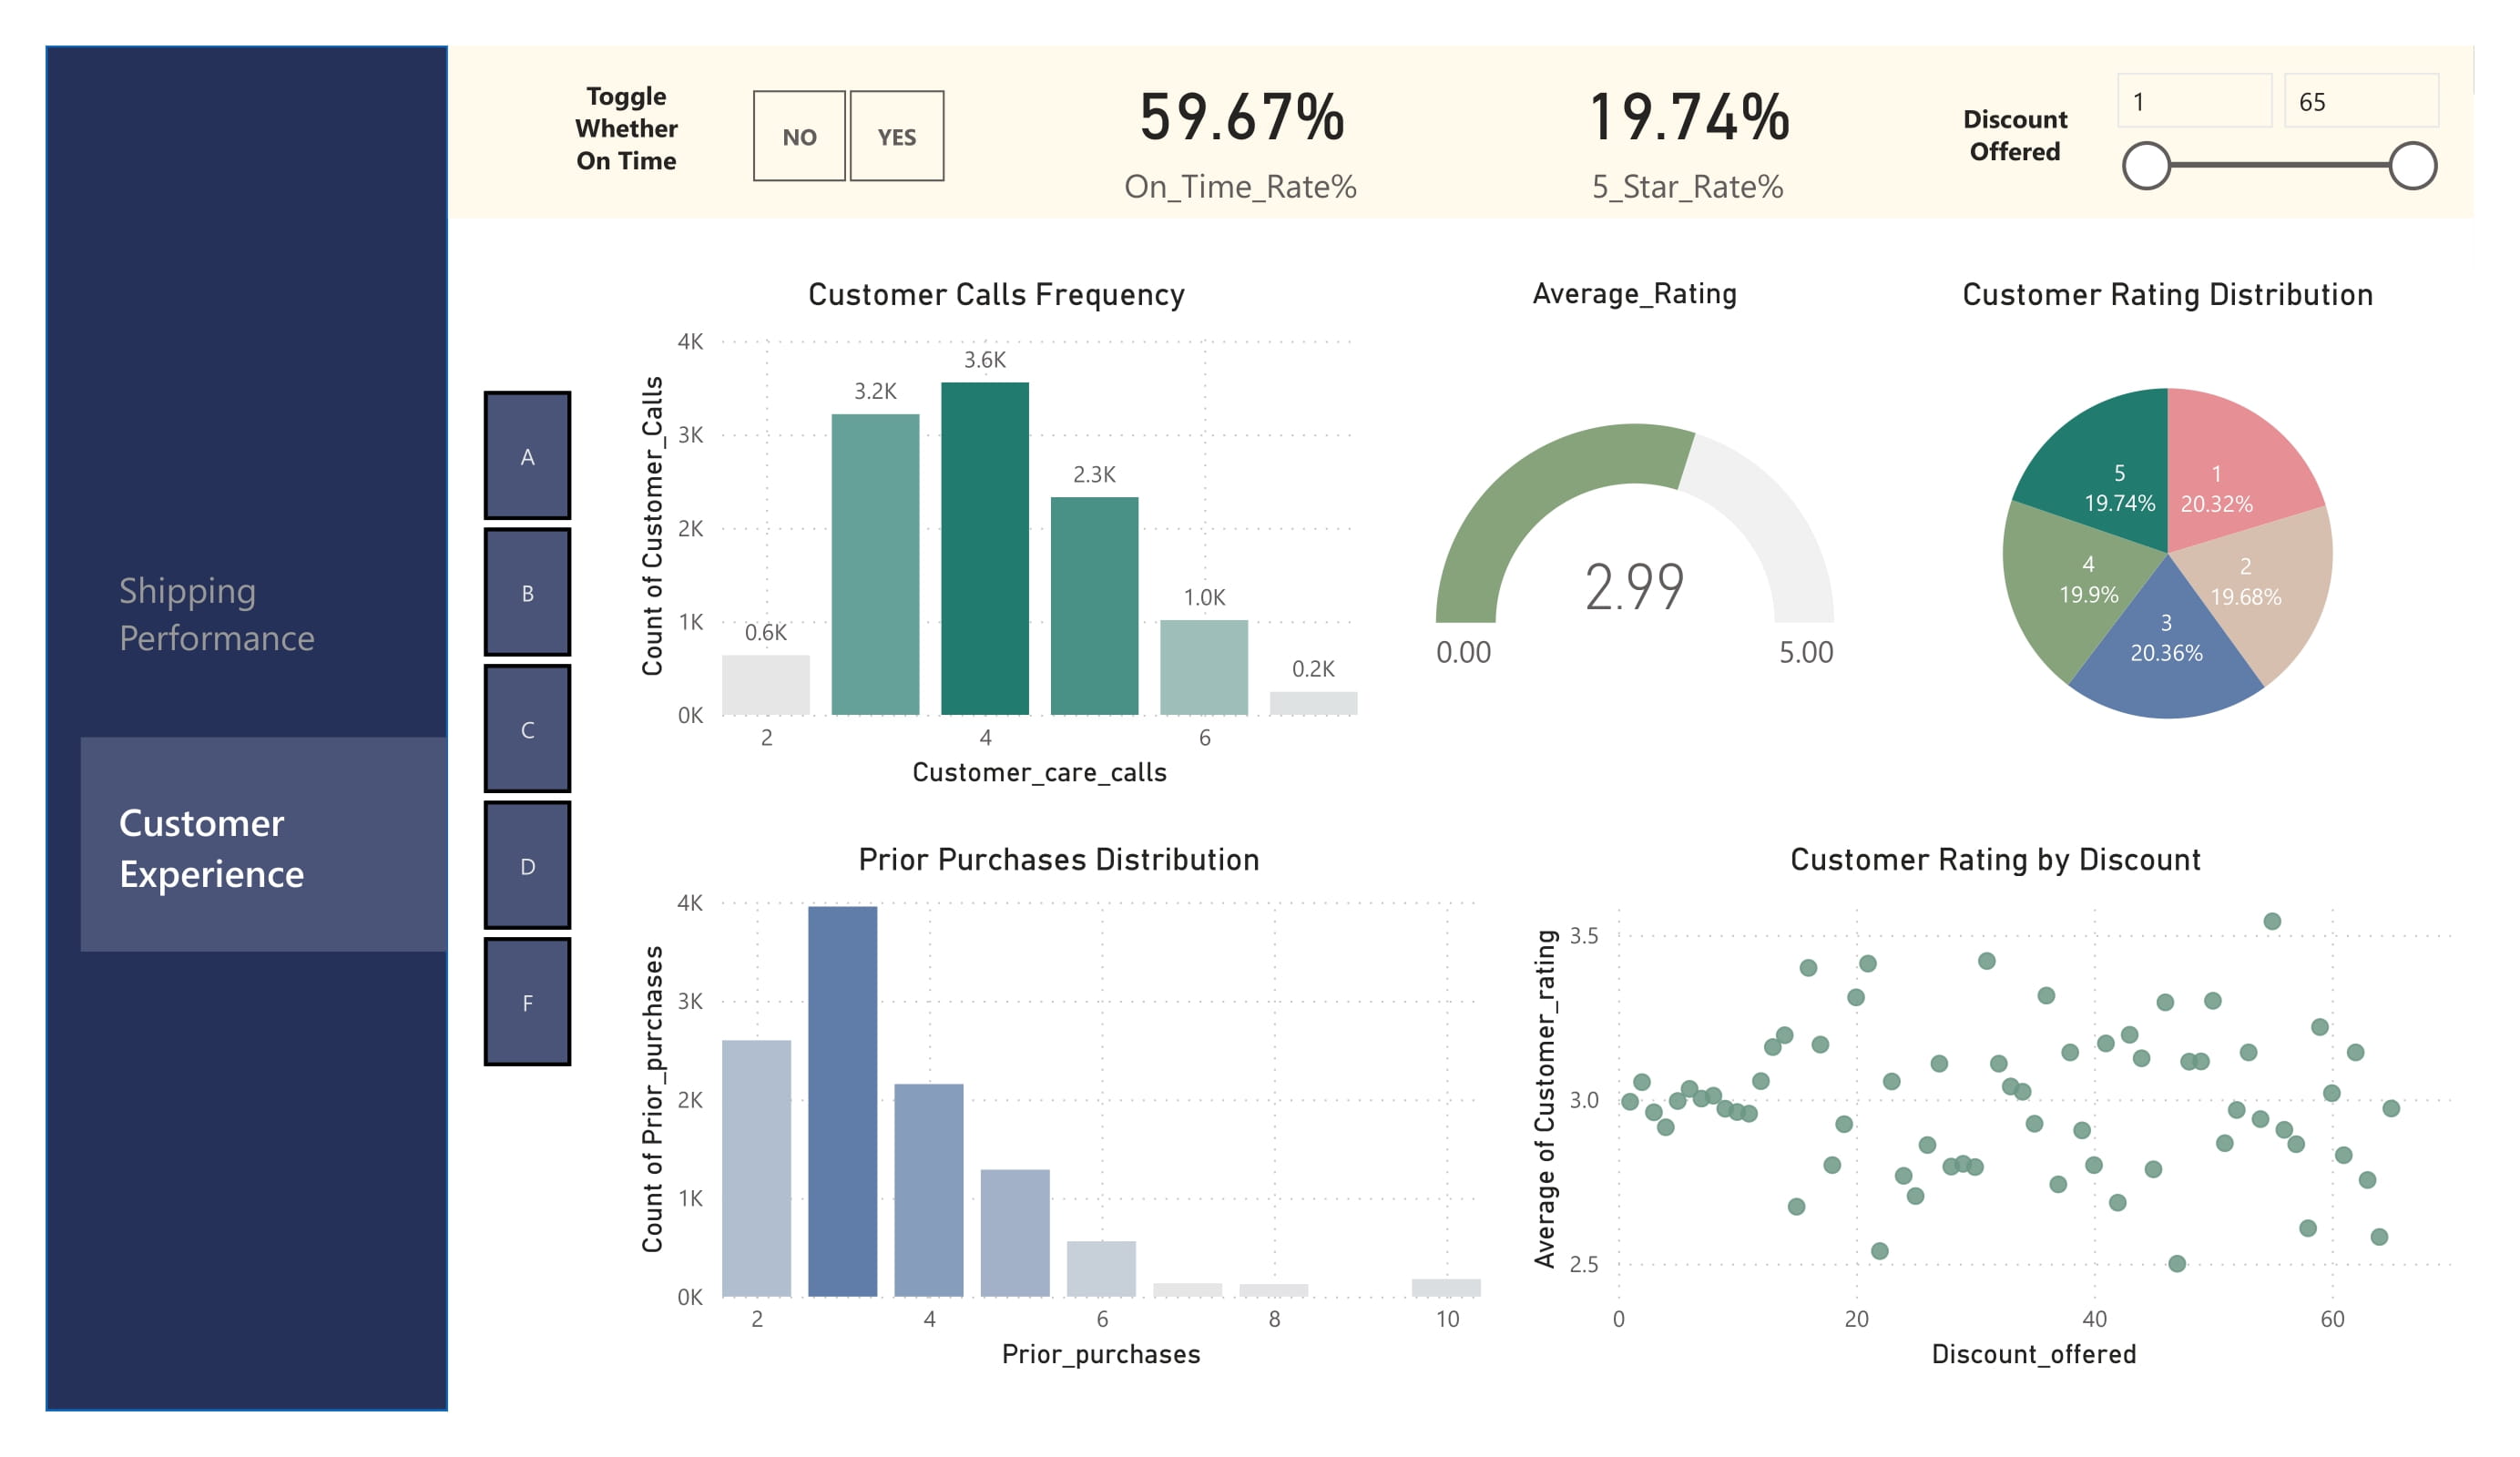 Shipping
Performance
Customer
Experience
Toggle
Whether
On Time
NO
YES
59.67%
On_Time_Rate%
19.74%
5_Star_Rate%
Discount
Offered
1
65
A
B
C
D
F
Customer Calls Frequency
Count of Customer_Calls
4K
3K
2K
1K
0K
0.6K
3.2K
3.6K
2.3K
1.0K
0.2K
2
4
6
Customer_care_calls
Average_Rating
2.99
0.00
5.00
Customer Rating Distribution
5
19.74%
1
20.32%
4
19.9%
2
19.68%
3
20.36%
Prior Purchases Distribution
Count of Prior_purchases
4K
3K
2K
1K
0K
2
4
6
8
10
Prior_purchases
Customer Rating by Discount
Average of Customer_rating
3.5
3.0
2.5
0
20
40
60
Discount_offered